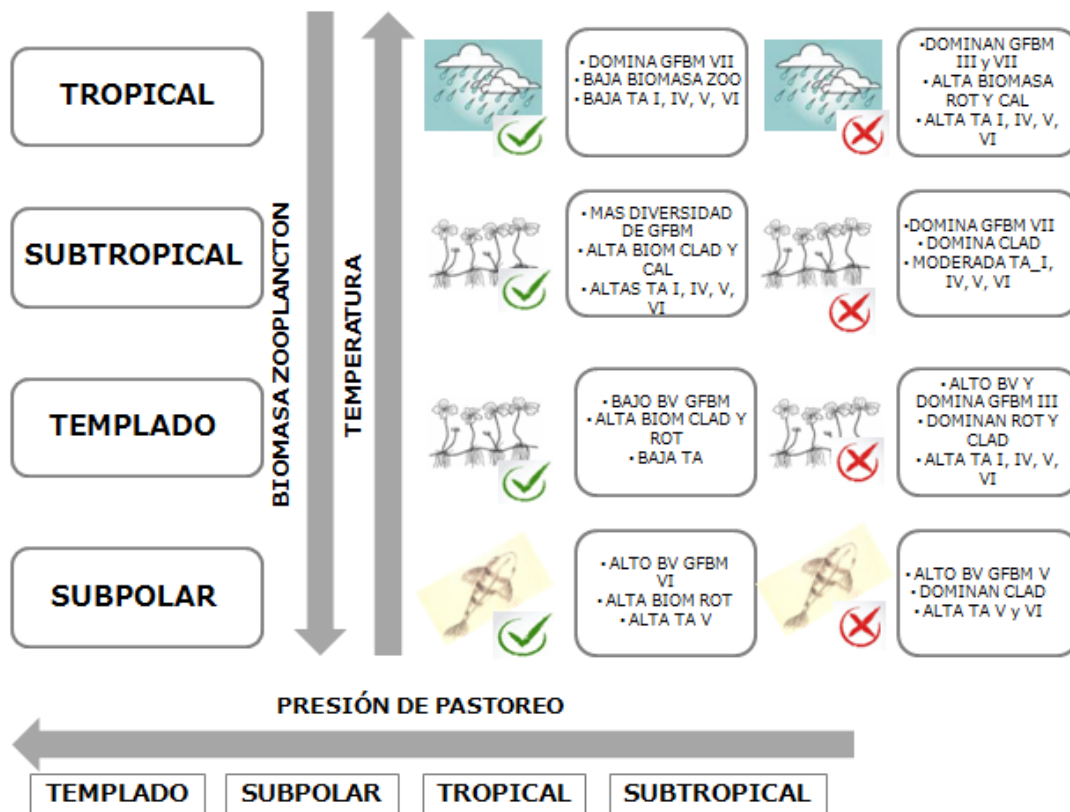 TROPICAL
• DOMINA GFBM VII
• BAJA BIOMASA ZOO
• BAJA TA I, IV, V, VI
•DOMINAN GFBM
III y VII
• ALTA BIOMASA
ROT Y CAL
• ALTA TA I, IV, V,
VI
SUBTROPICAL
• MAS DIVERSIDAD
DE GFBM
• ALTA BIOM CLAD Y
CAL
• ALTAS TA I, IV, V,
VI
•DOMINA GFBM VII
• DOMINA CLAD
• MODERADA TA_I,
IV, V, VI
BIOMASA ZOOPLANCTON
TEMPERATURA
TEMPLADO
• BAJO BV GFBM
• ALTA BIOM CLAD Y
ROT
• BAJA TA
• ALTO BV Y
DOMINA GFBM III
• DOMINAN ROT Y
CLAD
• ALTA TA I, IV, V,
VI
SUBPOLAR
• ALTO BV GFBM
VI
• ALTA BIOM ROT
• ALTA TA V
• ALTO BV GFBM V
• DOMINAN CLAD
• ALTA TA V y VI
PRESIÓN DE PASTOREO
TEMPLADO
SUBPOLAR
TROPICAL
SUBTROPICAL